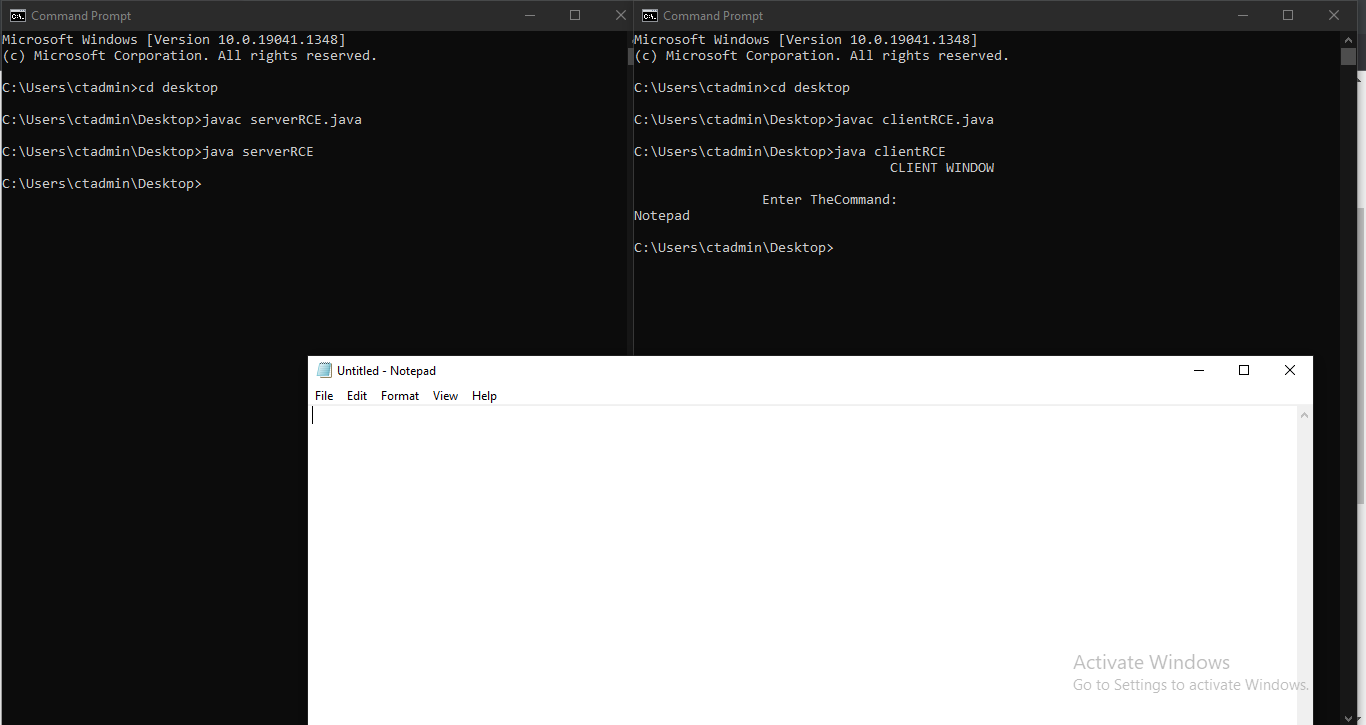 Command Prompt
Microsoft Windows [Version 10.0.19041.1348]
(c) Microsoft Corporation. All rights reserved.
C:\Users\ctadmin>cd desktop
C:\Users\ctadmin\Desktop>javac serverRCE.java
C:\Users\ctadmin\Desktop>java serverRCE
C:\Users\ctadmin\Desktop>
Command Prompt
Microsoft Windows [Version 10.0.19041.1348]
(c) Microsoft Corporation. All rights reserved.
C:\Users\ctadmin>cd desktop
C:\Users\ctadmin\Desktop>javac clientRCE.java
C:\Users\ctadmin\Desktop>java clientRCE
CLIENT WINDOW
Enter TheCommand:
Notepad
C:\Users\ctadmin\Desktop>
Untitled - Notepad
File Edit Format View Help
Activate Windows
Go to Settings to activate Windows.